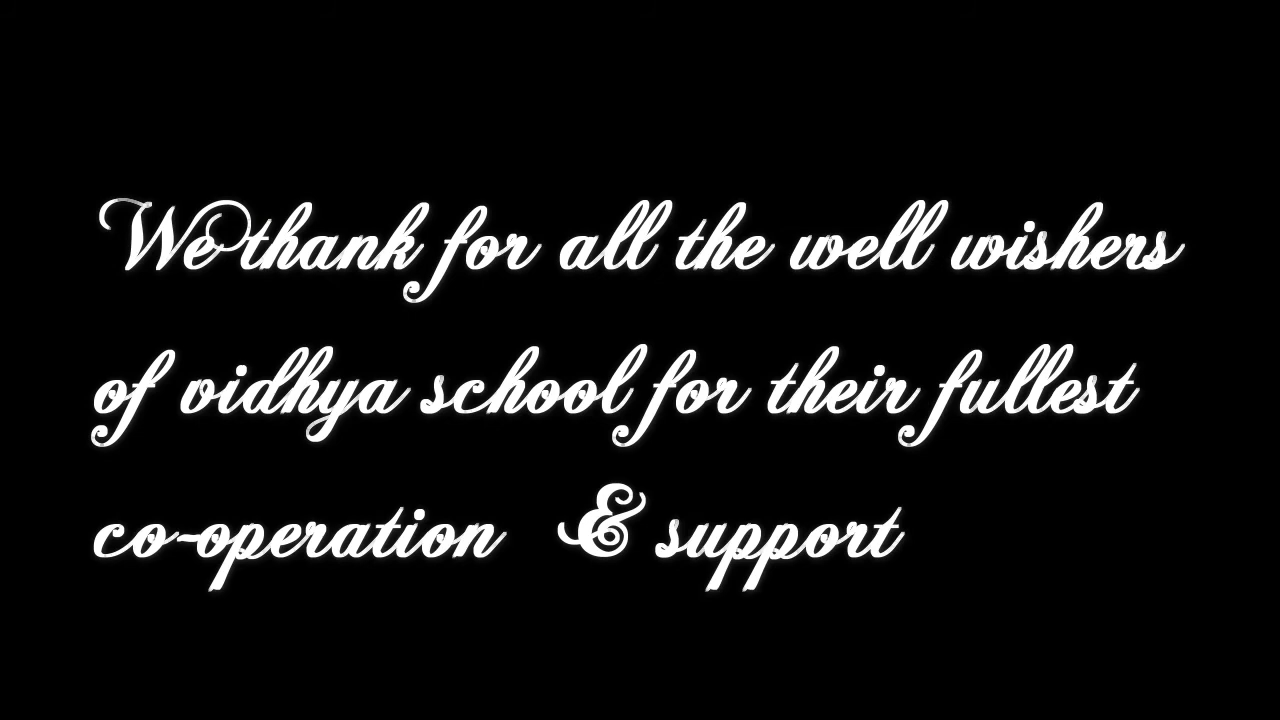 We thank for all the well wishers
of vidhya school for their fullest
co-operation & support